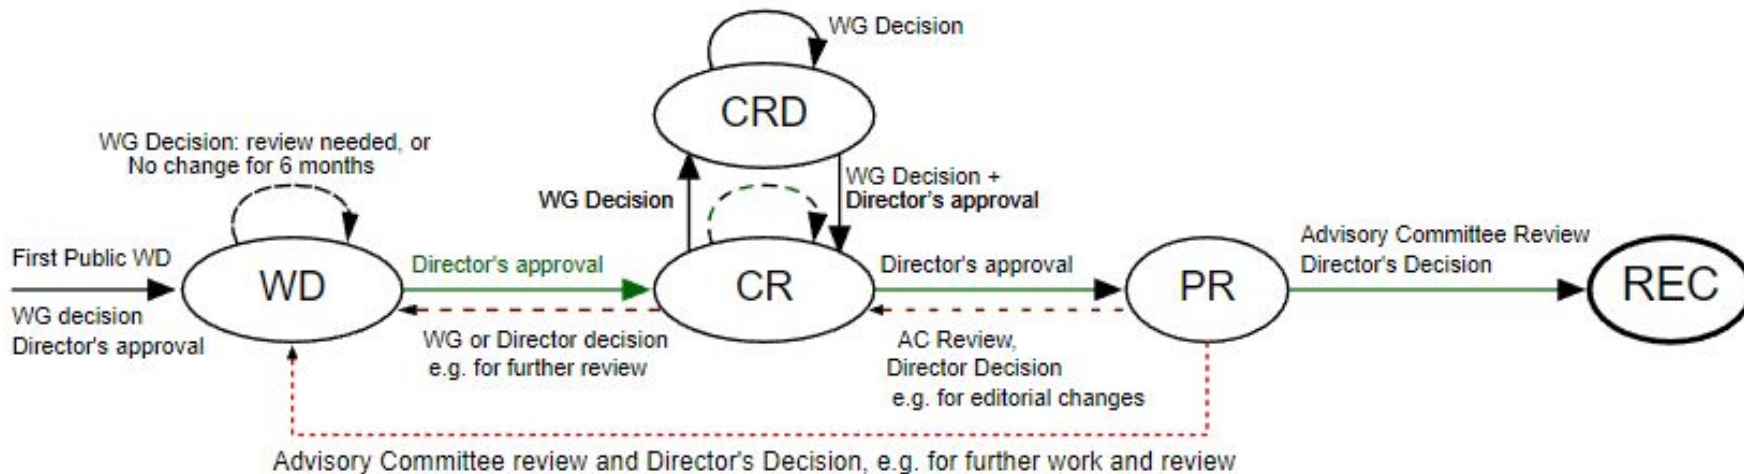 WG Decision
CRD
WG Decision: review needed, or
No change for 6 months
WG Decision
WG Decision +
Director's approval
First Public WD
WG decision
Director's approval
WD
Director's approval
WG or Director decision
e.g. for further review
CR
Director's approval
AC Review,
Director Decision
e.g. for editorial changes
PR
Advisory Committee Review
Director's Decision
REC
Advisory Committee review and Director's Decision, e.g. for further work and review